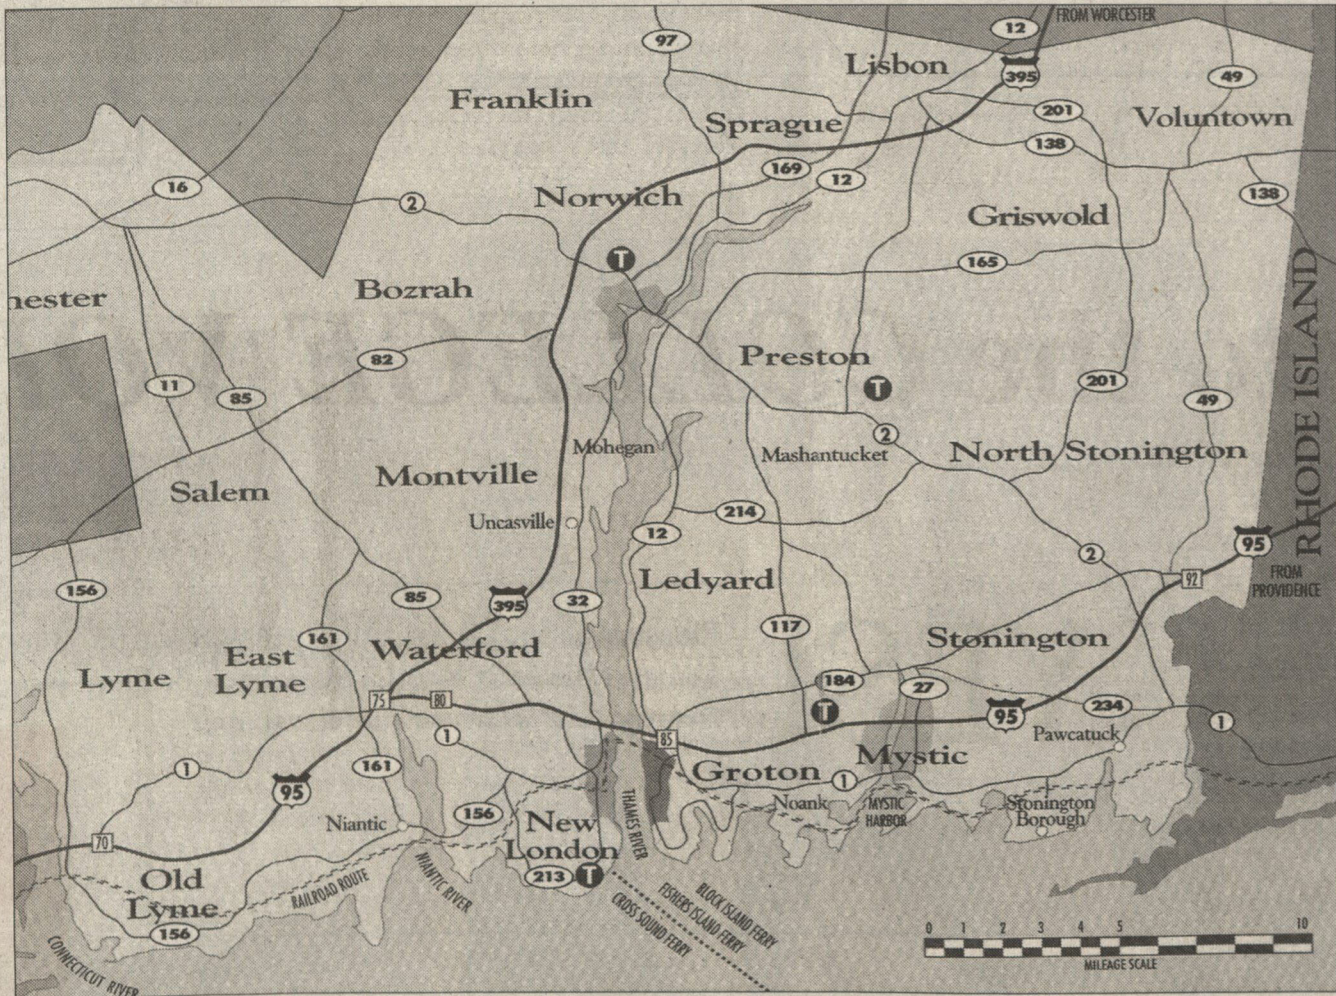 FROM WORCESTER
12
97
Lisbon
395
49
Franklin
201
Voluntown
Sprague
138
169
12
16
2
Norwich
138
Griswold
T
165
Bozrah
hester
RHODE ISLAND
82
Preston
11
85
T
201
49
2
Mohegan
Mashantucket
North Stonington
Montville
Salem
Uncasville
214
12
95
2
FROM
PROVIDENCE
92
Ledyard
156
85
395
32
161
117
Waterford
Stonington
East
Lyme
Lyme
184
27
75
80
T
95
234
1
1
85
Pawcatuck
Mystic
161
Groton
1
1
95
Noank
MYSTIC
HARBOR
Stonington
Borough
156
Niantic
New
London
THAMES RIVER
70
213
T
Old
Lyme
RAILROAD ROUTE
NIANTIC RIVER
156
BLOCK ISLAND FERRY
FISHERS ISLAND FERRY
CROSS SOUND FERRY
CONNECTICUT RIVER
0 1 2 3 4 5 10
MILEAGE SCALE